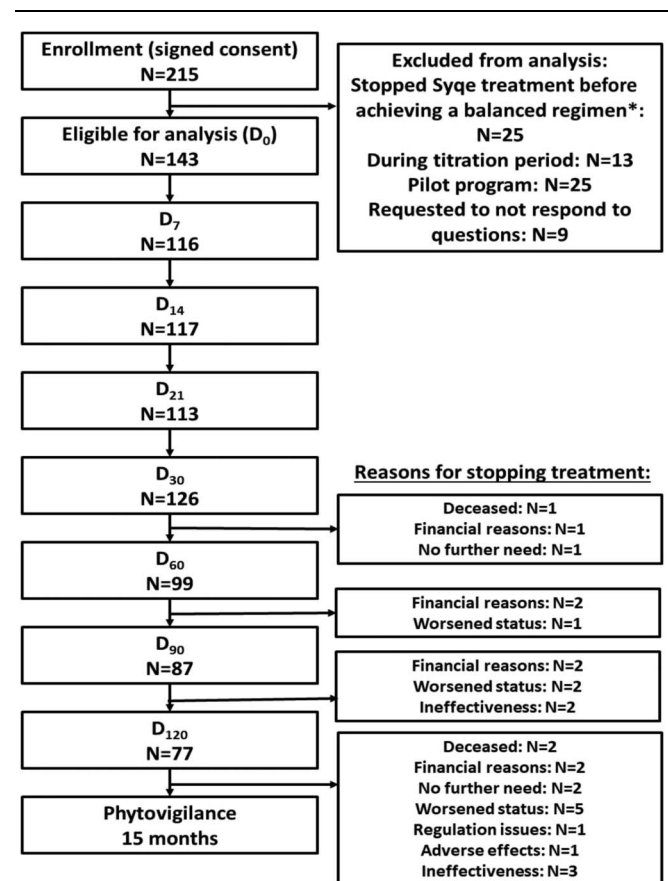 Enrollment (signed consent)
N=215
Excluded from analysis:
Stopped Syqe treatment before
achieving a balanced regimen*:
N=25
During titration period: N=13
Pilot program: N=25
Requested to not respond to
questions: N=9
Eligible for analysis (D₀)
N=143
D₇
N=116
D₁₄
N=117
D₂₁
N=113
D₃₀
N=126
Reasons for stopping treatment:
Deceased: N=1
Financial reasons: N=1
No further need: N=1
D₆₀
N=99
Financial reasons: N=2
Worsened status: N=1
D₉₀
N=87
Financial reasons: N=2
Worsened status: N=2
Ineffectiveness: N=2
D₁₂₀
N=77
Deceased: N=2
Financial reasons: N=2
No further need: N=2
Worsened status: N=5
Regulation issues: N=1
Adverse effects: N=1
Ineffectiveness: N=3
Phytovigilance
15 months